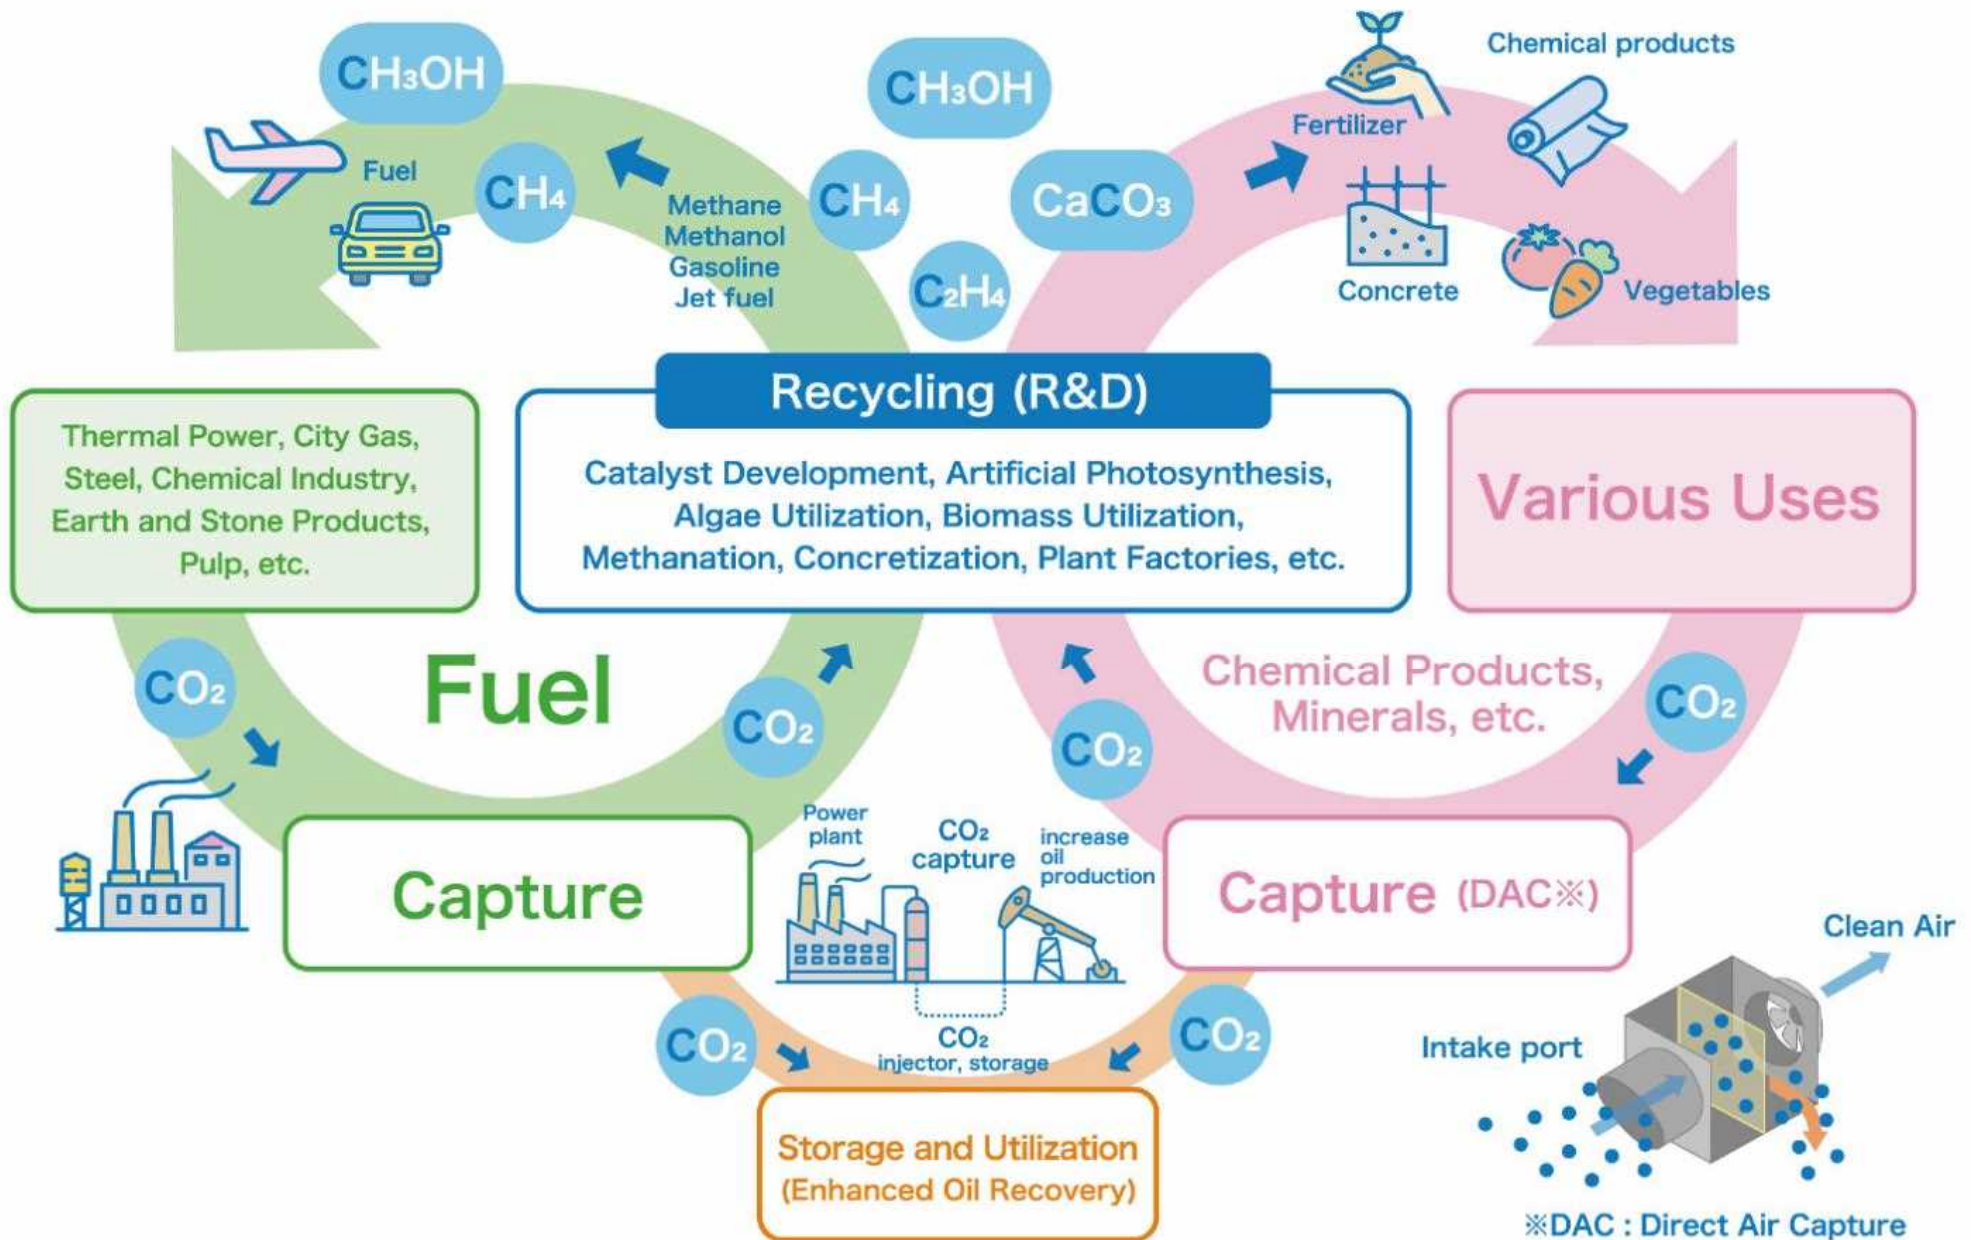 CH₃OH
Fuel
CH₄
Methane
Methanol
Gasoline
Jet fuel
CH₃OH
CH₄
CaCO₃
C₂H₄
Fertilizer
Chemical products
Concrete
Vegetables
Recycling (R&D)
Catalyst Development, Artificial Photosynthesis,
Algae Utilization, Biomass Utilization,
Methanation, Concretization, Plant Factories, etc.
Thermal Power, City Gas,
Steel, Chemical Industry,
Earth and Stone Products,
Pulp, etc.
Various Uses
CO₂
Fuel
CO₂
CO₂
Chemical Products,
Minerals, etc.
CO₂
Capture
Power
plant
CO₂
capture
increase
oil
production
Capture (DAC※)
CO₂
CO₂
injector, storage
CO₂
Storage and Utilization
(Enhanced Oil Recovery)
Clean Air
Intake port
※DAC : Direct Air Capture